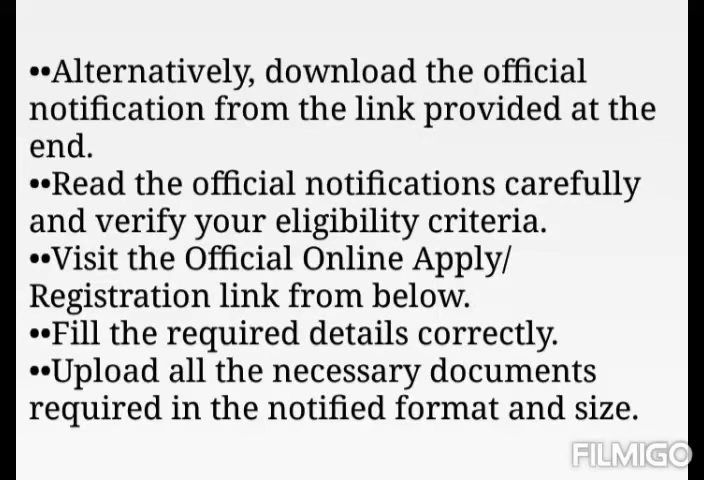 ••Alternatively, download the official
notification from the link provided at the
end.
••Read the official notifications carefully
and verify your eligibility criteria.
••Visit the Official Online Apply/
Registration link from below.
••Fill the required details correctly.
••Upload all the necessary documents
required in the notified format and size.
FILMIGO